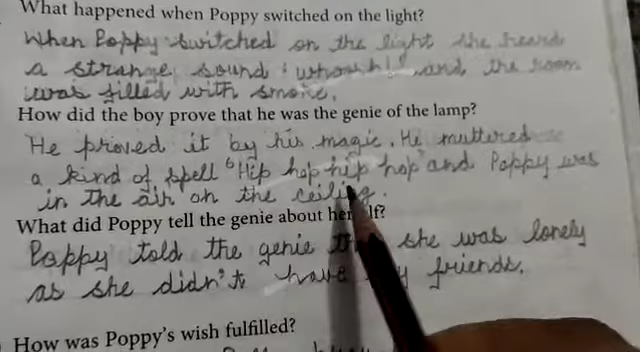 What happened when Poppy switched on the light?
When Poppy switched on the light she heard
a strange sound : whoosh! and the room
was filled with smoke.
How did the boy prove that he was the genie of the lamp?
He proved it by his magic. He muttered
a kind of spell "Hip hop hip hop" and Poppy was
in the air on the ceiling.
What did Poppy tell the genie about herself?
Poppy told the genie she was lonely
as she didn't have friends.
How was Poppy's wish fulfilled?